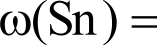 ω(Sn) =